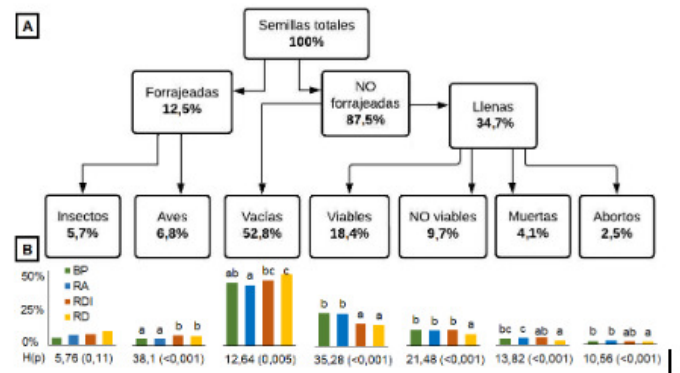 A
Semillas totales
100%
Forrajeadas
12,5%
NO
forrajeadas
87,5%
Llenas
34,7%
Insectos
5,7%
Aves
6,8%
Vacías
52,8%
Viables
18,4%
NO viables
9,7%
Muertas
4,1%
Abortos
2,5%
B
50%
25%
0%
BP
RA
RDI
RD
a a b b
ab a bc c
b b a a
b b b a
bc c ab a
b b ab a
H(p) 5,76 (0,11) 38,1 (<0,001) 12,64 (0,005) 35,28 (<0,001) 21,48 (<0,001) 13,82 (<0,001) 10,56 (<0,001)